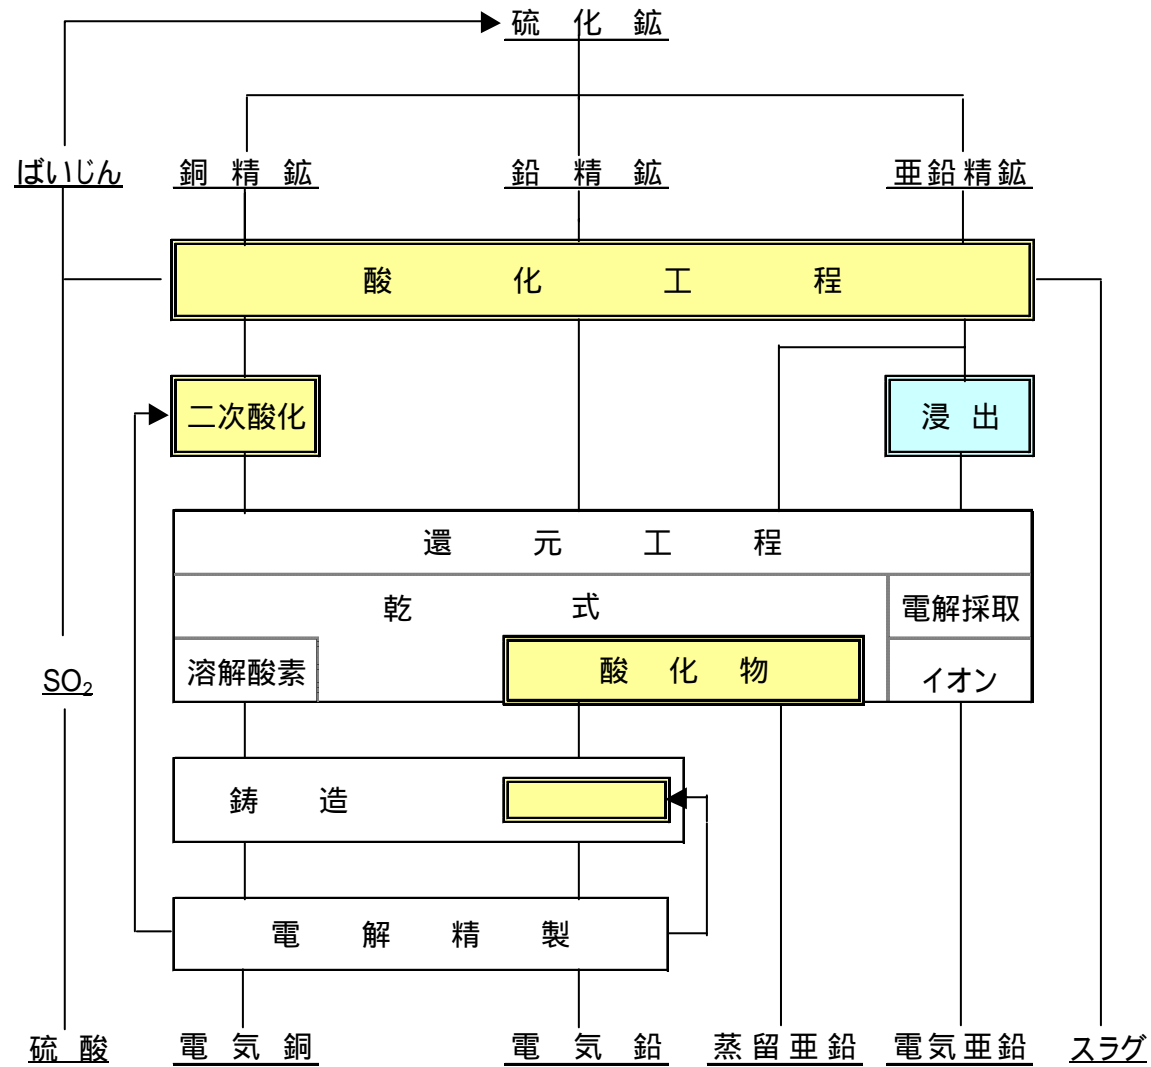 硫化鉱
ばいじん 銅精鉱 鉛精鉱 亜鉛精鉱
酸化工程
二次酸化 浸出
還元工程
乾式 電解採取
溶解酸素 酸化物 イオン
SO₂
鋳造
電解精製
硫酸 電気銅 電気鉛 蒸留亜鉛 電気亜鉛 スラグ